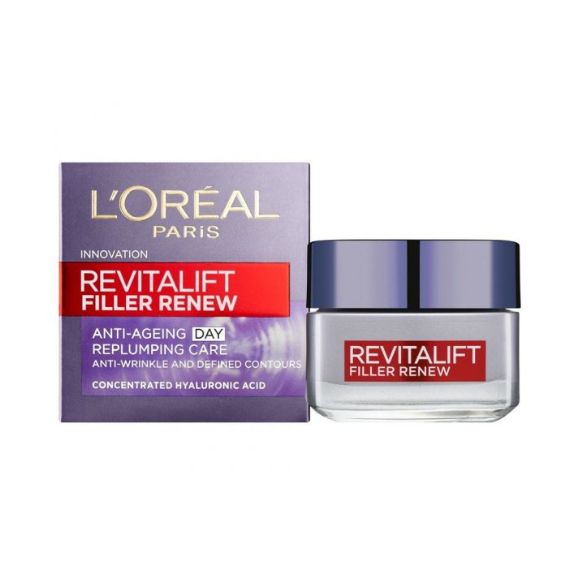 L'ORÉAL
PARiS
INNOVATION
REVITALIFT
FILLER RENEW
ANTI-AGEING DAY
REPLUMPING CARE
ANTI-WRINKLE AND DEFINED CONTOURS
CONCENTRATED HYALURONIC ACID
REVITALIFT
FILLER RENEW